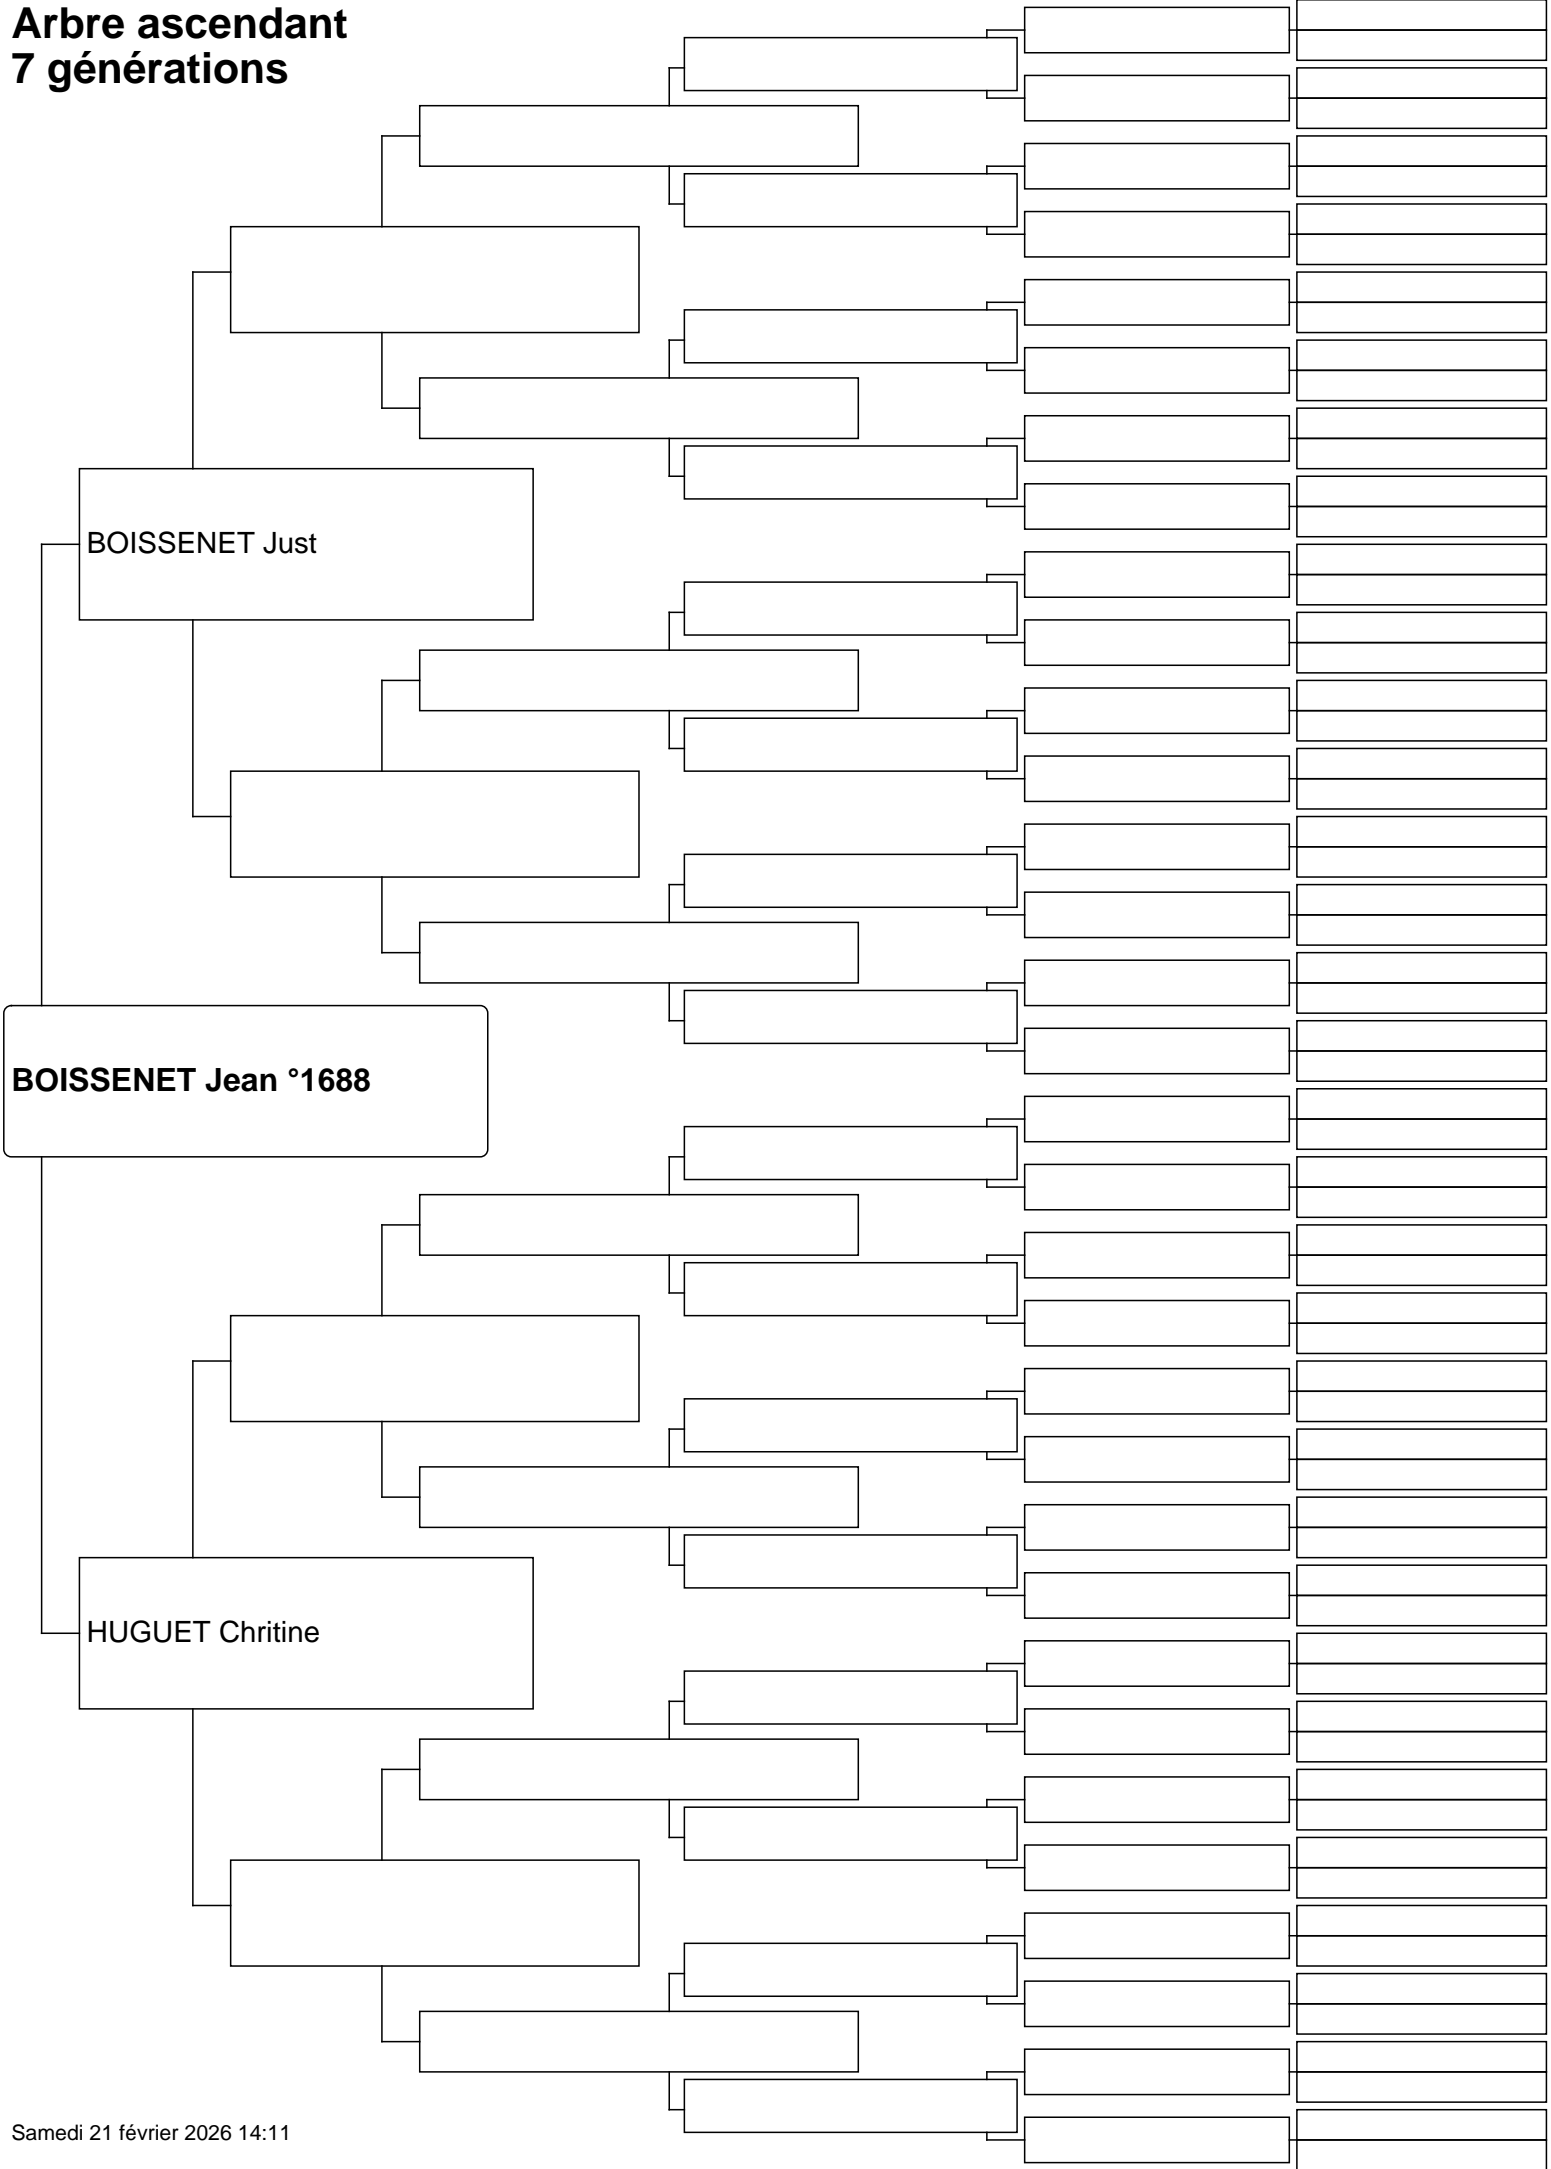 Arbre ascendant
7 générations
BOISSENET Just
BOISSENET Jean °1688
HUGUET Chritine
Samedi 21 février 2026 14:11